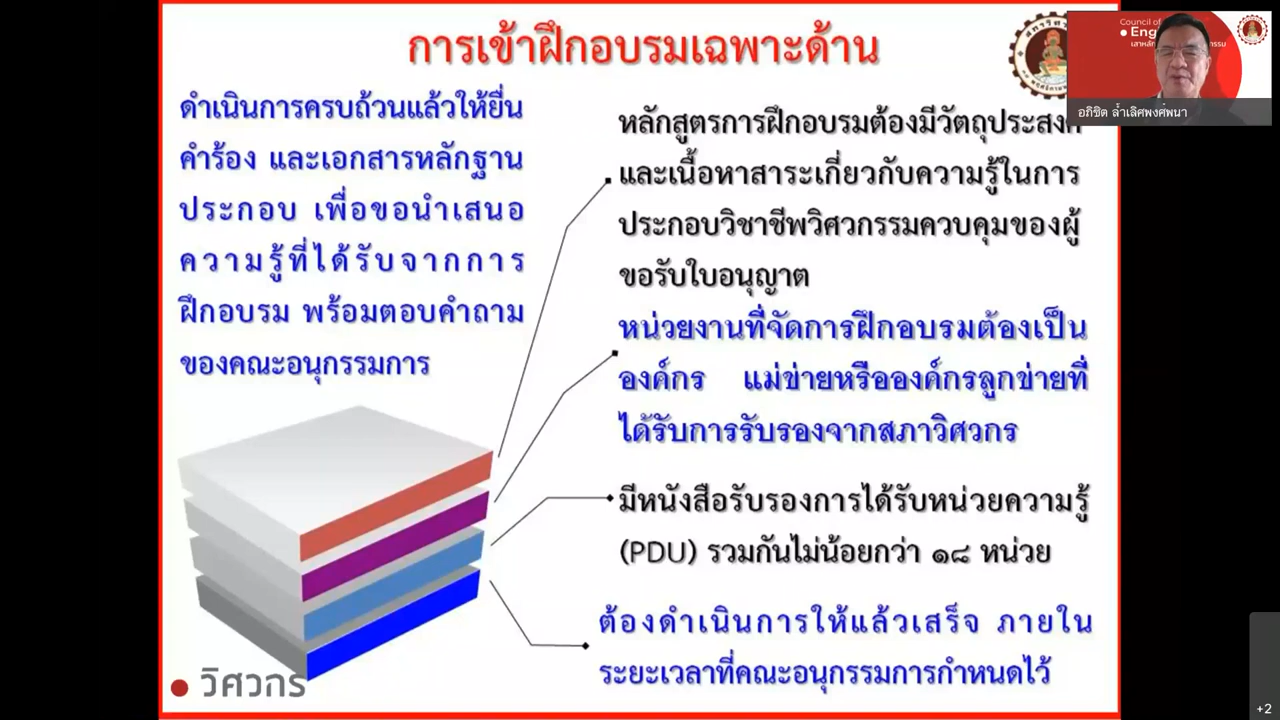 การเข้าฝึกอบรมเฉพาะด้าน
ดำเนินการครบถ้วนแล้วให้ยื่น
คำร้อง และเอกสารหลักฐาน
ประกอบ เพื่อขอนำเสนอ
ความรู้ที่ได้รับจากการ
ฝึกอบรม พร้อมตอบคำถาม
ของคณะอนุกรรมการ
หลักสูตรการฝึกอบรมต้องมีวัตถุประสงค์
และเนื้อหาสาระเกี่ยวกับความรู้ในการ
ประกอบวิชาชีพวิศวกรรมควบคุมของผู้
ขอรับใบอนุญาต
หน่วยงานที่จัดการฝึกอบรมต้องเป็น
องค์กร แม่ข่ายหรือองค์กรลูกข่ายที่
ได้รับการรับรองจากสภาวิศวกร
มีหนังสือรับรองการได้รับหน่วยความรู้
(PDU) รวมกันไม่น้อยกว่า ๑๘ หน่วย
ต้องดำเนินการให้แล้วเสร็จ ภายใน
ระยะเวลาที่คณะอนุกรรมการกำหนดไว้
วิศวกร
Council of
Eng
อภิชิต ล้ำเลิศพงศ์พนา
+2